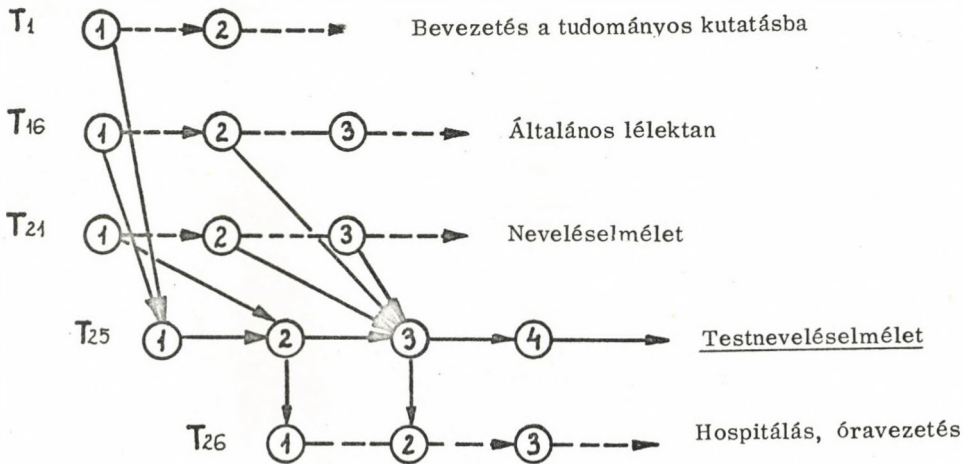 T1 1 2 Bevezetés a tudományos kutatásba
T16 1 2 3 Általános lélektan
T21 1 2 3 Neveléselmélet
T25 1 2 3 4 Testneveléselmélet
T26 1 2 3 Hospitálás, óravezetés